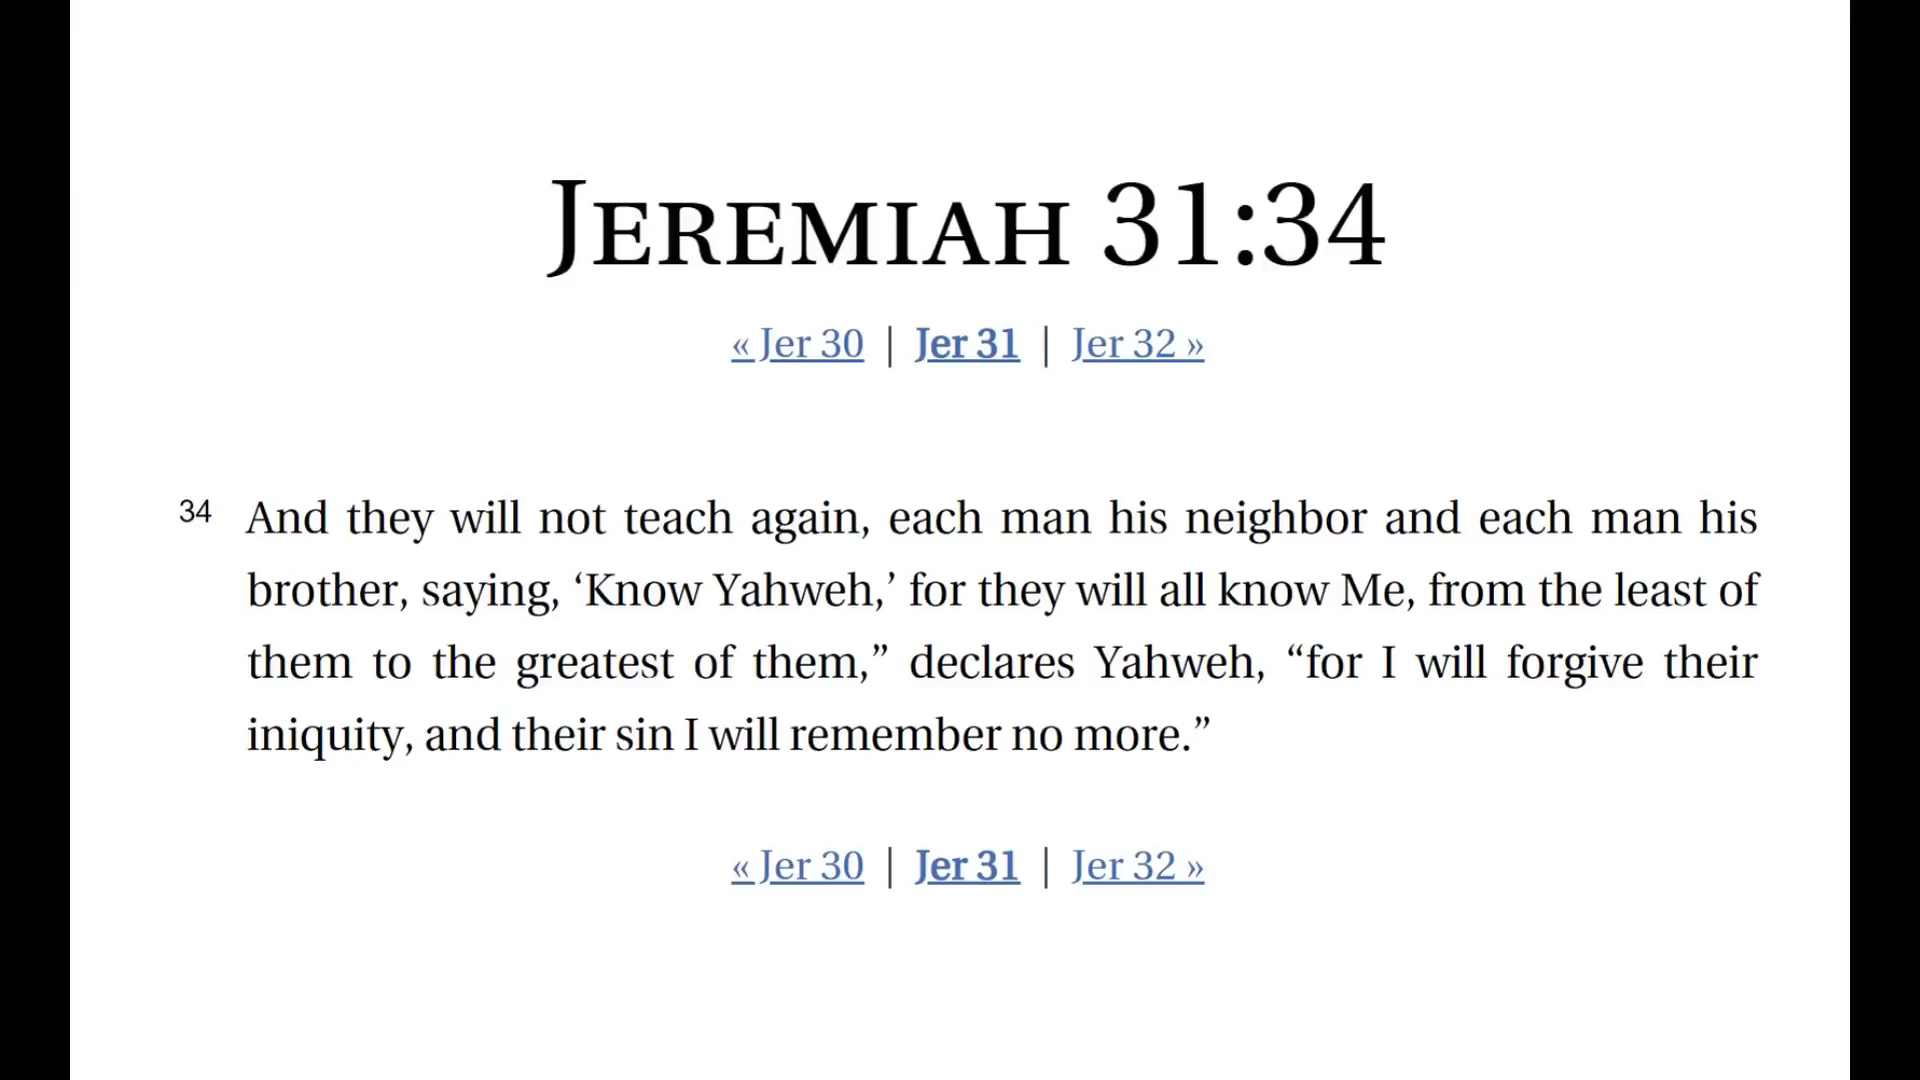 JEREMIAH 31:34
« Jer 30 | Jer 31 | Jer 32 »
34 And they will not teach again, each man his neighbor and each man his
brother, saying, ‘Know Yahweh,’ for they will all know Me, from the least of
them to the greatest of them,” declares Yahweh, “for I will forgive their
iniquity, and their sin I will remember no more.”
« Jer 30 | Jer 31 | Jer 32 »